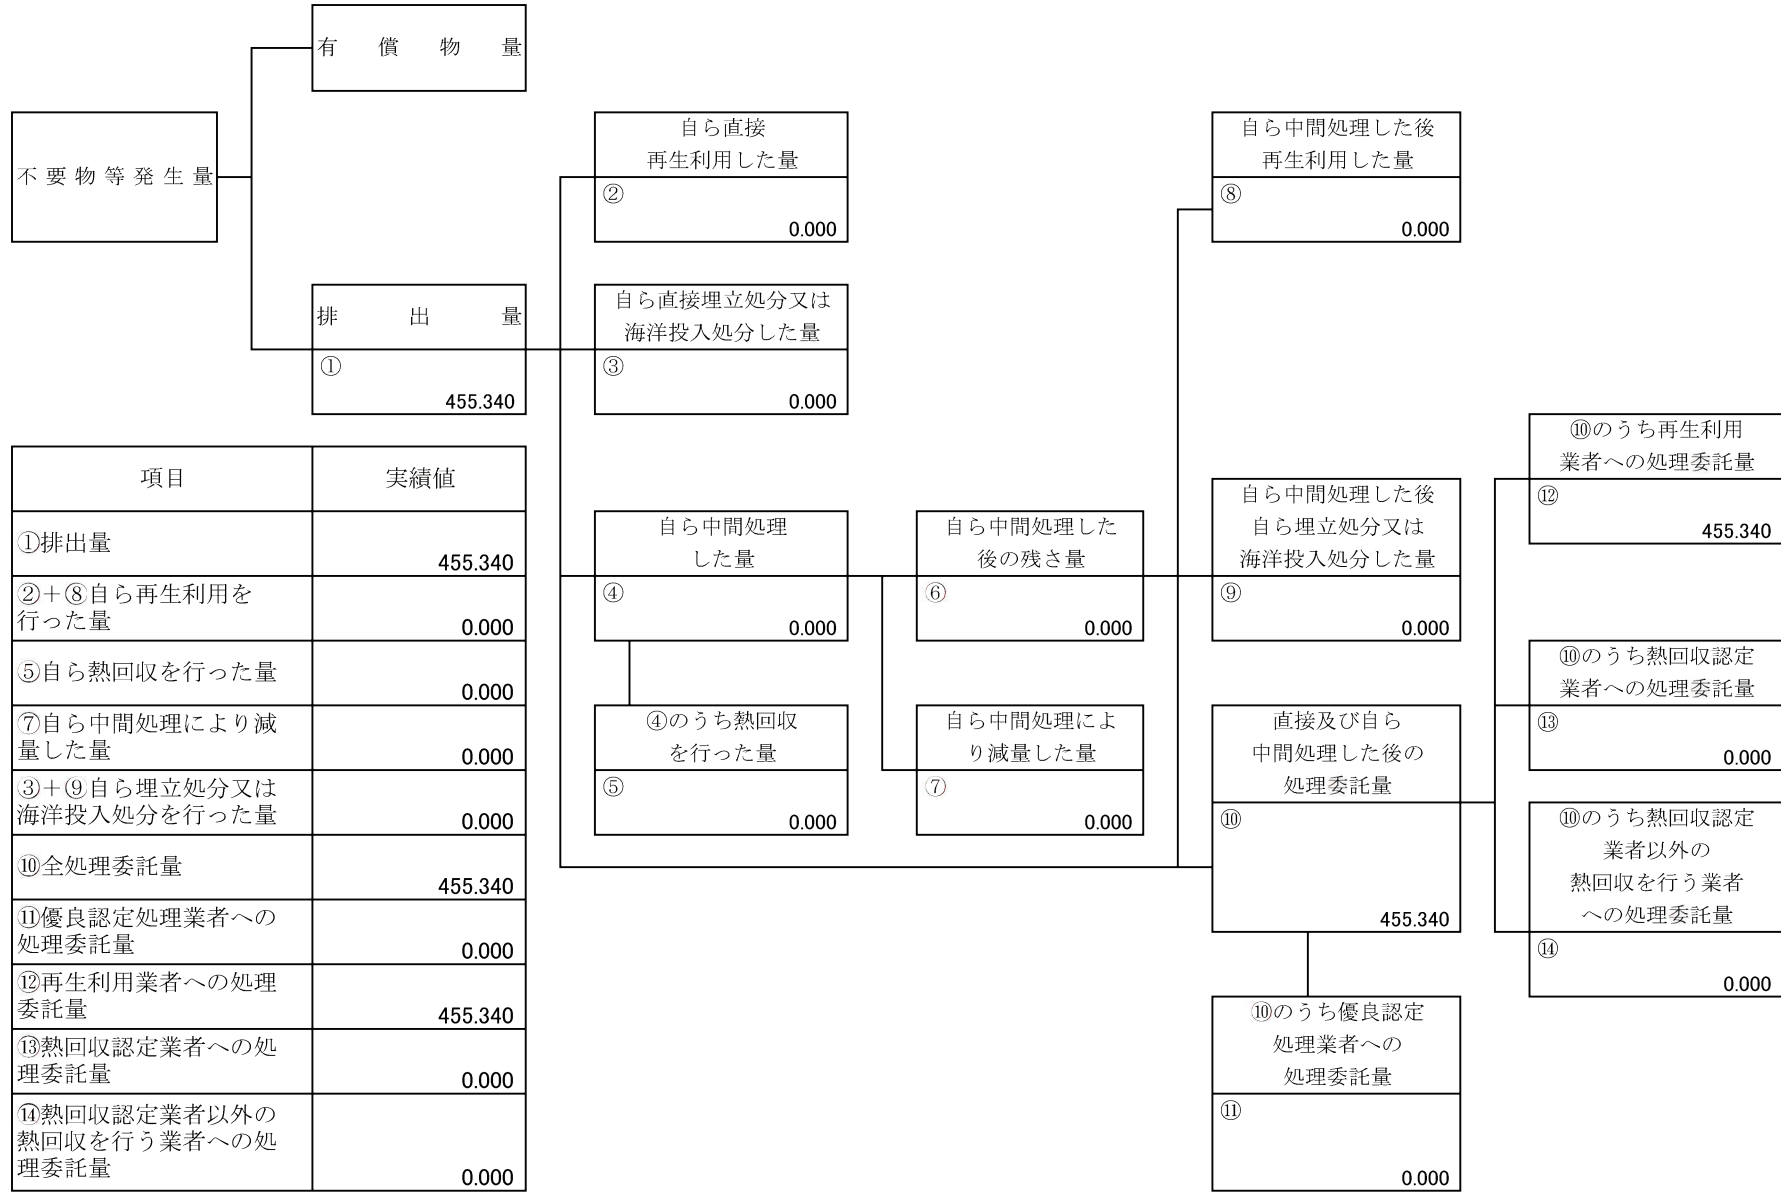 有償物量
不要物等発生量
排出量
①
455.340
自ら直接
再生利用した量
②
0.000
自ら直接埋立処分又は
海洋投入処分した量
③
0.000
自ら中間処理
した量
④
0.000
④のうち熱回収
を行った量
⑤
0.000
自ら中間処理した
後の残さ量
⑥
0.000
自ら中間処理によ
り減量した量
⑦
0.000
自ら中間処理した後
再生利用した量
⑧
0.000
自ら中間処理した後
自ら埋立処分又は
海洋投入処分した量
⑨
0.000
直接及び自ら
中間処理した後の
処理委託量
⑩
455.340
⑩のうち優良認定
処理業者への
処理委託量
⑪
0.000
⑩のうち再生利用
業者への処理委託量
⑫
455.340
⑩のうち熱回収認定
業者への処理委託量
⑬
0.000
⑩のうち熱回収認定
業者以外の
熱回収を行う業者
への処理委託量
⑭
0.000
項目 実績値
①排出量
455.340
②＋⑧自ら再生利用を
行った量
0.000
⑤自ら熱回収を行った量
0.000
⑦自ら中間処理により減
量した量
0.000
③＋⑨自ら埋立処分又は
海洋投入処分を行った量
0.000
⑩全処理委託量
455.340
⑪優良認定処理業者への
処理委託量
0.000
⑫再生利用業者への処理
委託量
455.340
⑬熱回収認定業者への処
理委託量
0.000
⑭熱回収認定業者以外の
熱回収を行う業者への処
理委託量
0.000